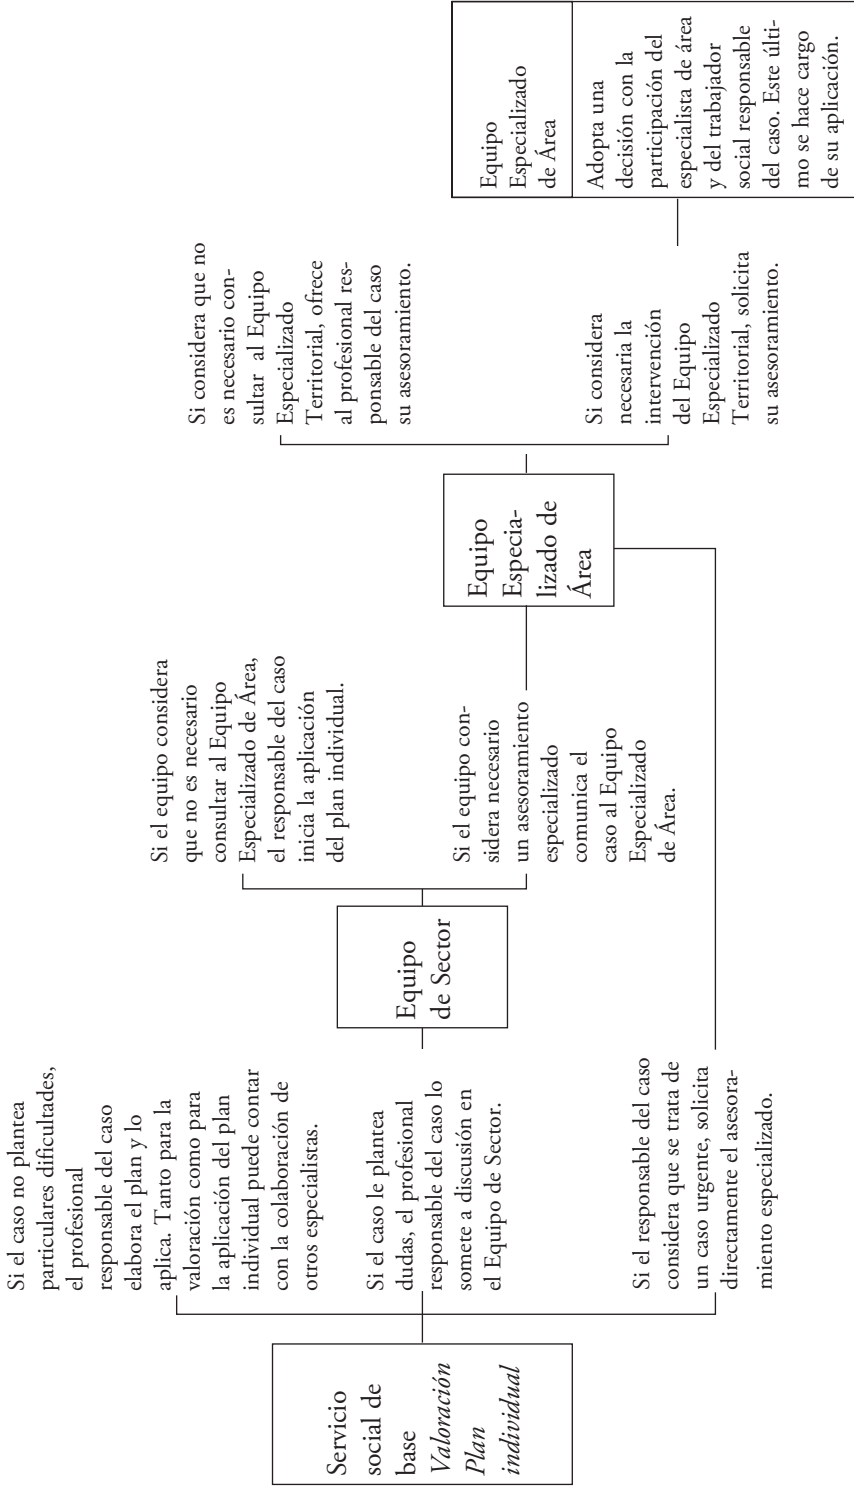 Servicio
social de
base
Valoración
Plan
individual
Si el caso no plantea
particulares dificultades,
el profesional
responsable del caso
elabora el plan y lo
aplica. Tanto para la
valoración como para
la aplicación del plan
individual puede contar
con la colaboración de
otros especialistas.
Si el caso le plantea
dudas, el profesional
responsable del caso lo
somete a discusión en
el Equipo de Sector.
Si el responsable del caso
considera que se trata de
un caso urgente, solicita
directamente el asesora-
miento especializado.
Equipo
de Sector
Si el equipo considera
que no es necesario
consultar al Equipo
Especializado de Área,
el responsable del caso
inicia la aplicación
del plan individual.
Si el equipo con-
sidera necesario
un asesoramiento
especializado
comunica el
caso al Equipo
Especializado
de Área.
Equipo
Especia-
lizado de
Área
Si considera que no
es necesario con-
sultar al Equipo
Especializado
Territorial, ofrece
al profesional res-
ponsable del caso
su asesoramiento.
Si considera
necesaria la
intervención
del Equipo
Especializado
Territorial, solicita
su asesoramiento.
Equipo
Especializado
de Área
Adopta una
decisión con la
participación del
especialista de área
y del trabajador
social responsable
del caso. Este últi-
mo se hace cargo
de su aplicación.